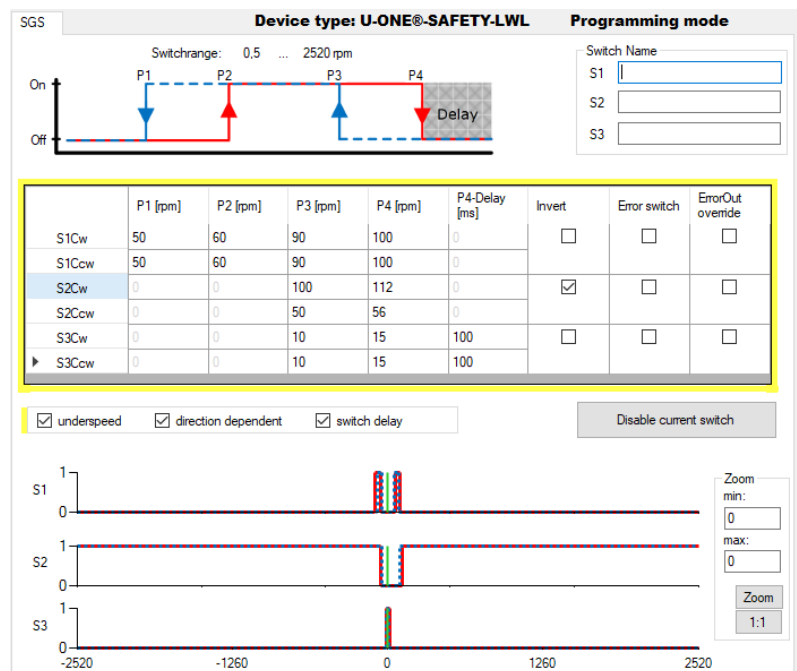 SGS
Device type: U-ONE®-SAFETY-LWL Programming mode
Switchrange: 0,5 ... 2520 rpm
P1 P2 P3 P4
On
Off
Delay
Switch Name
S1
S2
S3
P1 [rpm] P2 [rpm] P3 [rpm] P4 [rpm] P4-Delay [ms] Invert Error switch ErrorOut override
S1Cw 50 60 90 100 0
S1Ccw 50 60 90 100 0
S2Cw 0 0 100 112 0
S2Ccw 0 0 50 56 0
S3Cw 0 0 10 15 100
S3Ccw 0 0 10 15 100
underspeed direction dependent switch delay
Disable current switch
S1 1 0
S2 1 0
S3 1 0
-2520 -1260 0 1260 2520
Zoom
min:
0
max:
0
Zoom
1:1